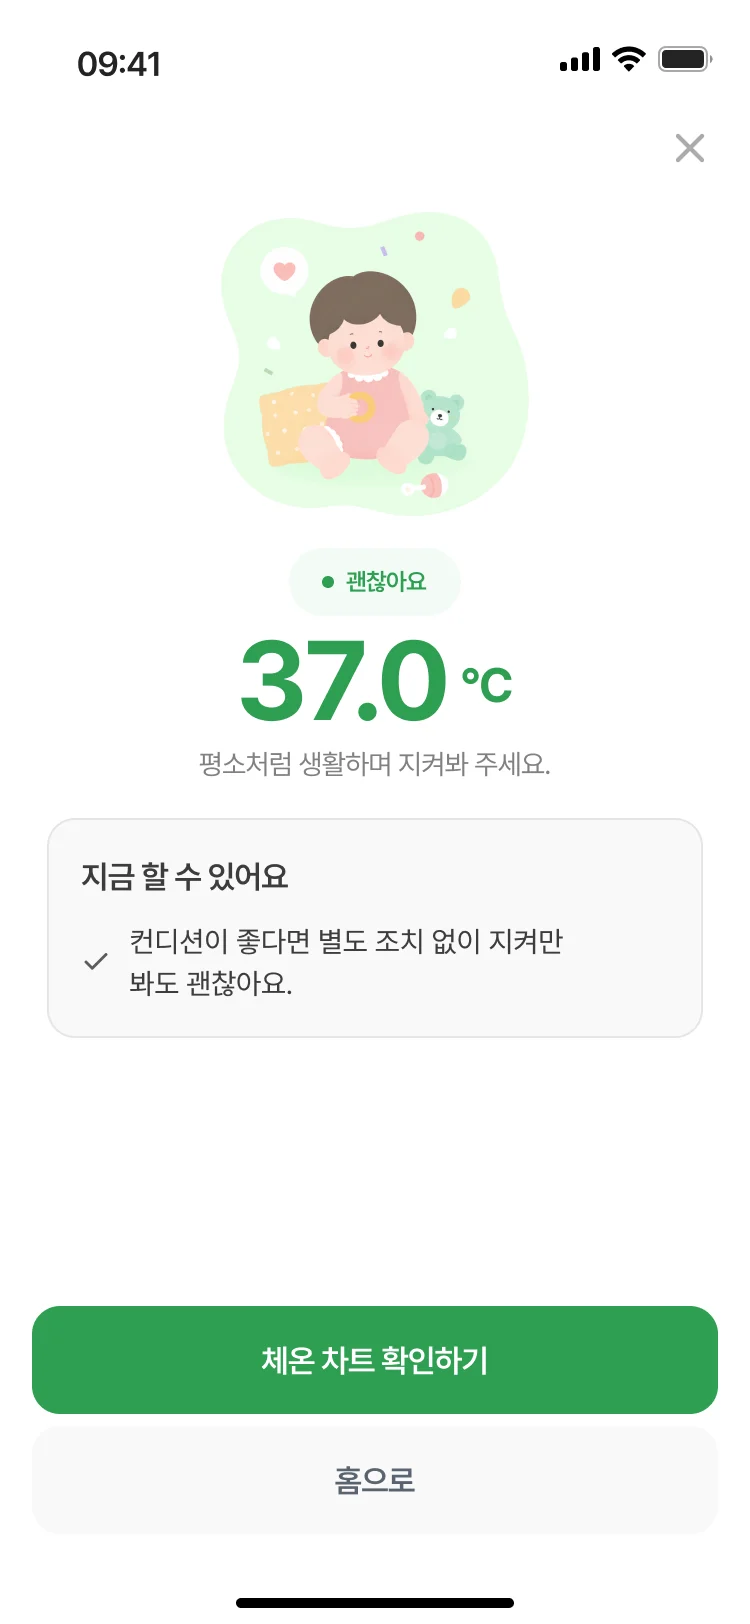 09:41
괜찮아요
37.0 °C
평소처럼 생활하며 지켜봐 주세요.
지금 할 수 있어요
컨디션이 좋다면 별도 조치 없이 지켜만
봐도 괜찮아요.
체온 차트 확인하기
홈으로